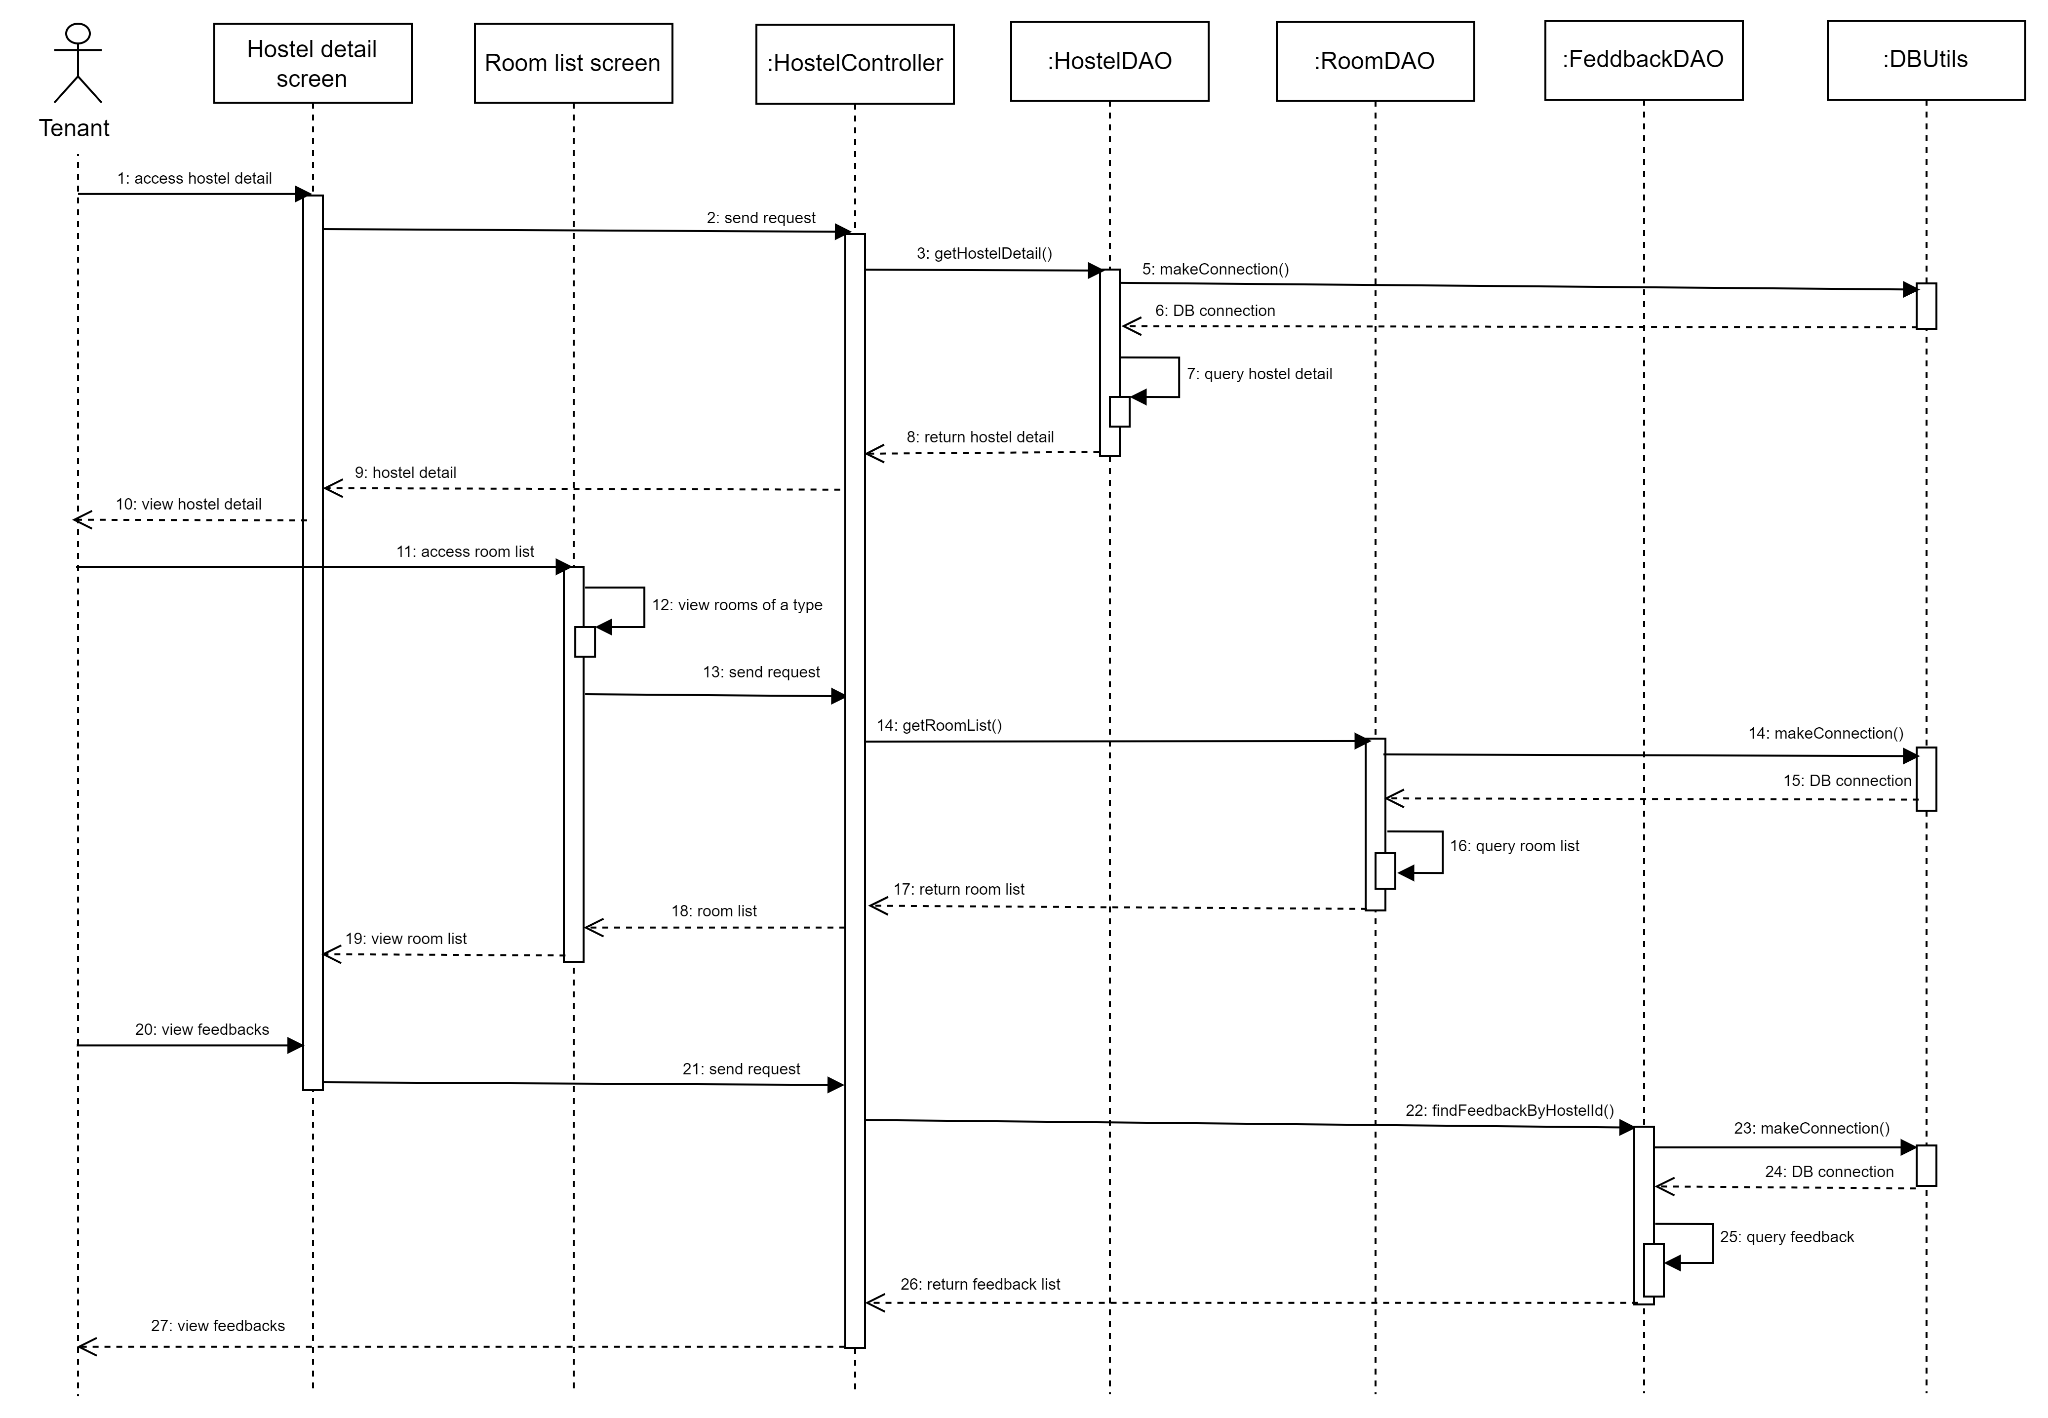 Hostel detail
screen
Room list screen
:HostelController
:HostelDAO
:RoomDAO
:FeddbackDAO
:DBUtils
Tenant
1: access hostel detail
2: send request
3: getHostelDetail()
5: makeConnection()
6: DB connection
7: query hostel detail
8: return hostel detail
9: hostel detail
10: view hostel detail
11: access room list
12: view rooms of a type
13: send request
14: getRoomList()
14: makeConnection()
15: DB connection
16: query room list
17: return room list
18: room list
19: view room list
20: view feedbacks
21: send request
22: findFeedbackByHostelId()
23: makeConnection()
24: DB connection
25: query feedback
26: return feedback list
27: view feedbacks